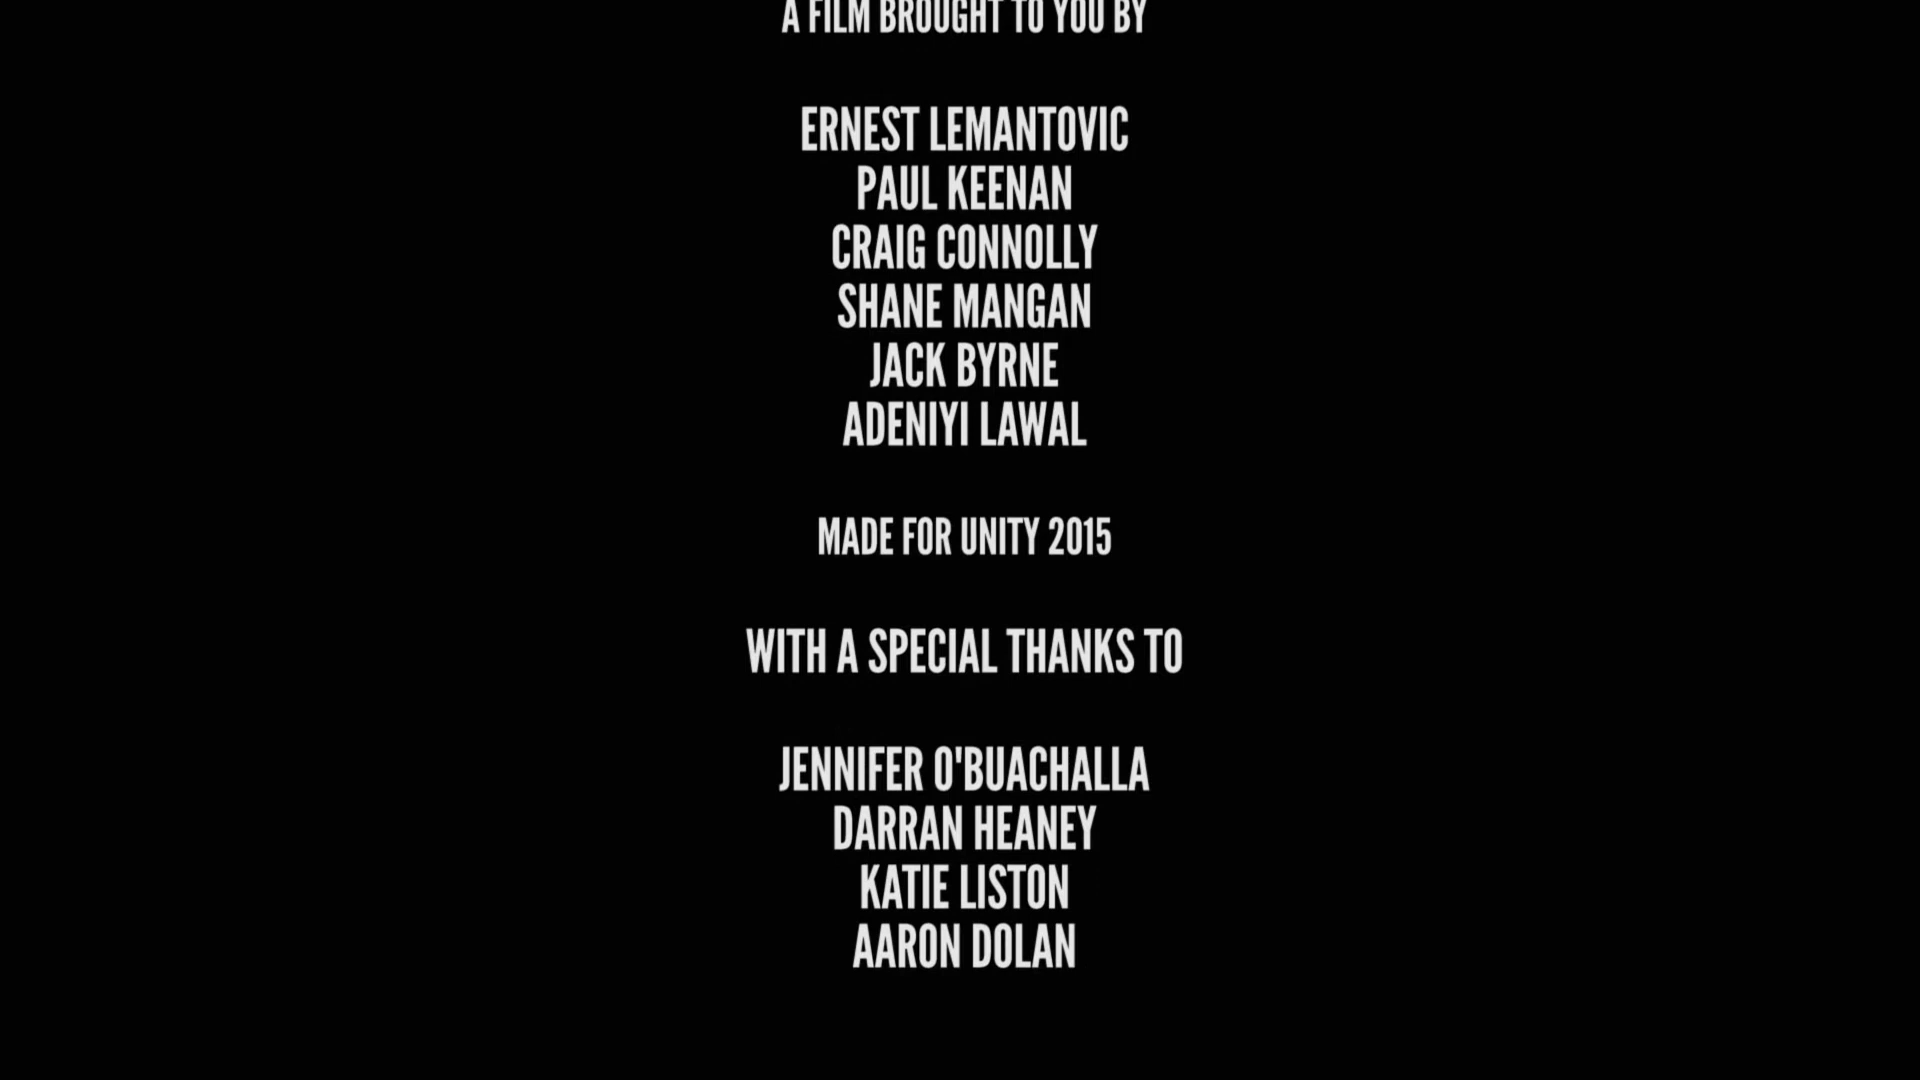 A FILM BROUGHT TO YOU BY
ERNEST LEMANTOVIC
PAUL KEENAN
CRAIG CONNOLLY
SHANE MANGAN
JACK BYRNE
ADENIYI LAWAL
MADE FOR UNITY 2015
WITH A SPECIAL THANKS TO
JENNIFER O'BUACHALLA
DARRAN HEANEY
KATIE LISTON
AARON DOLAN